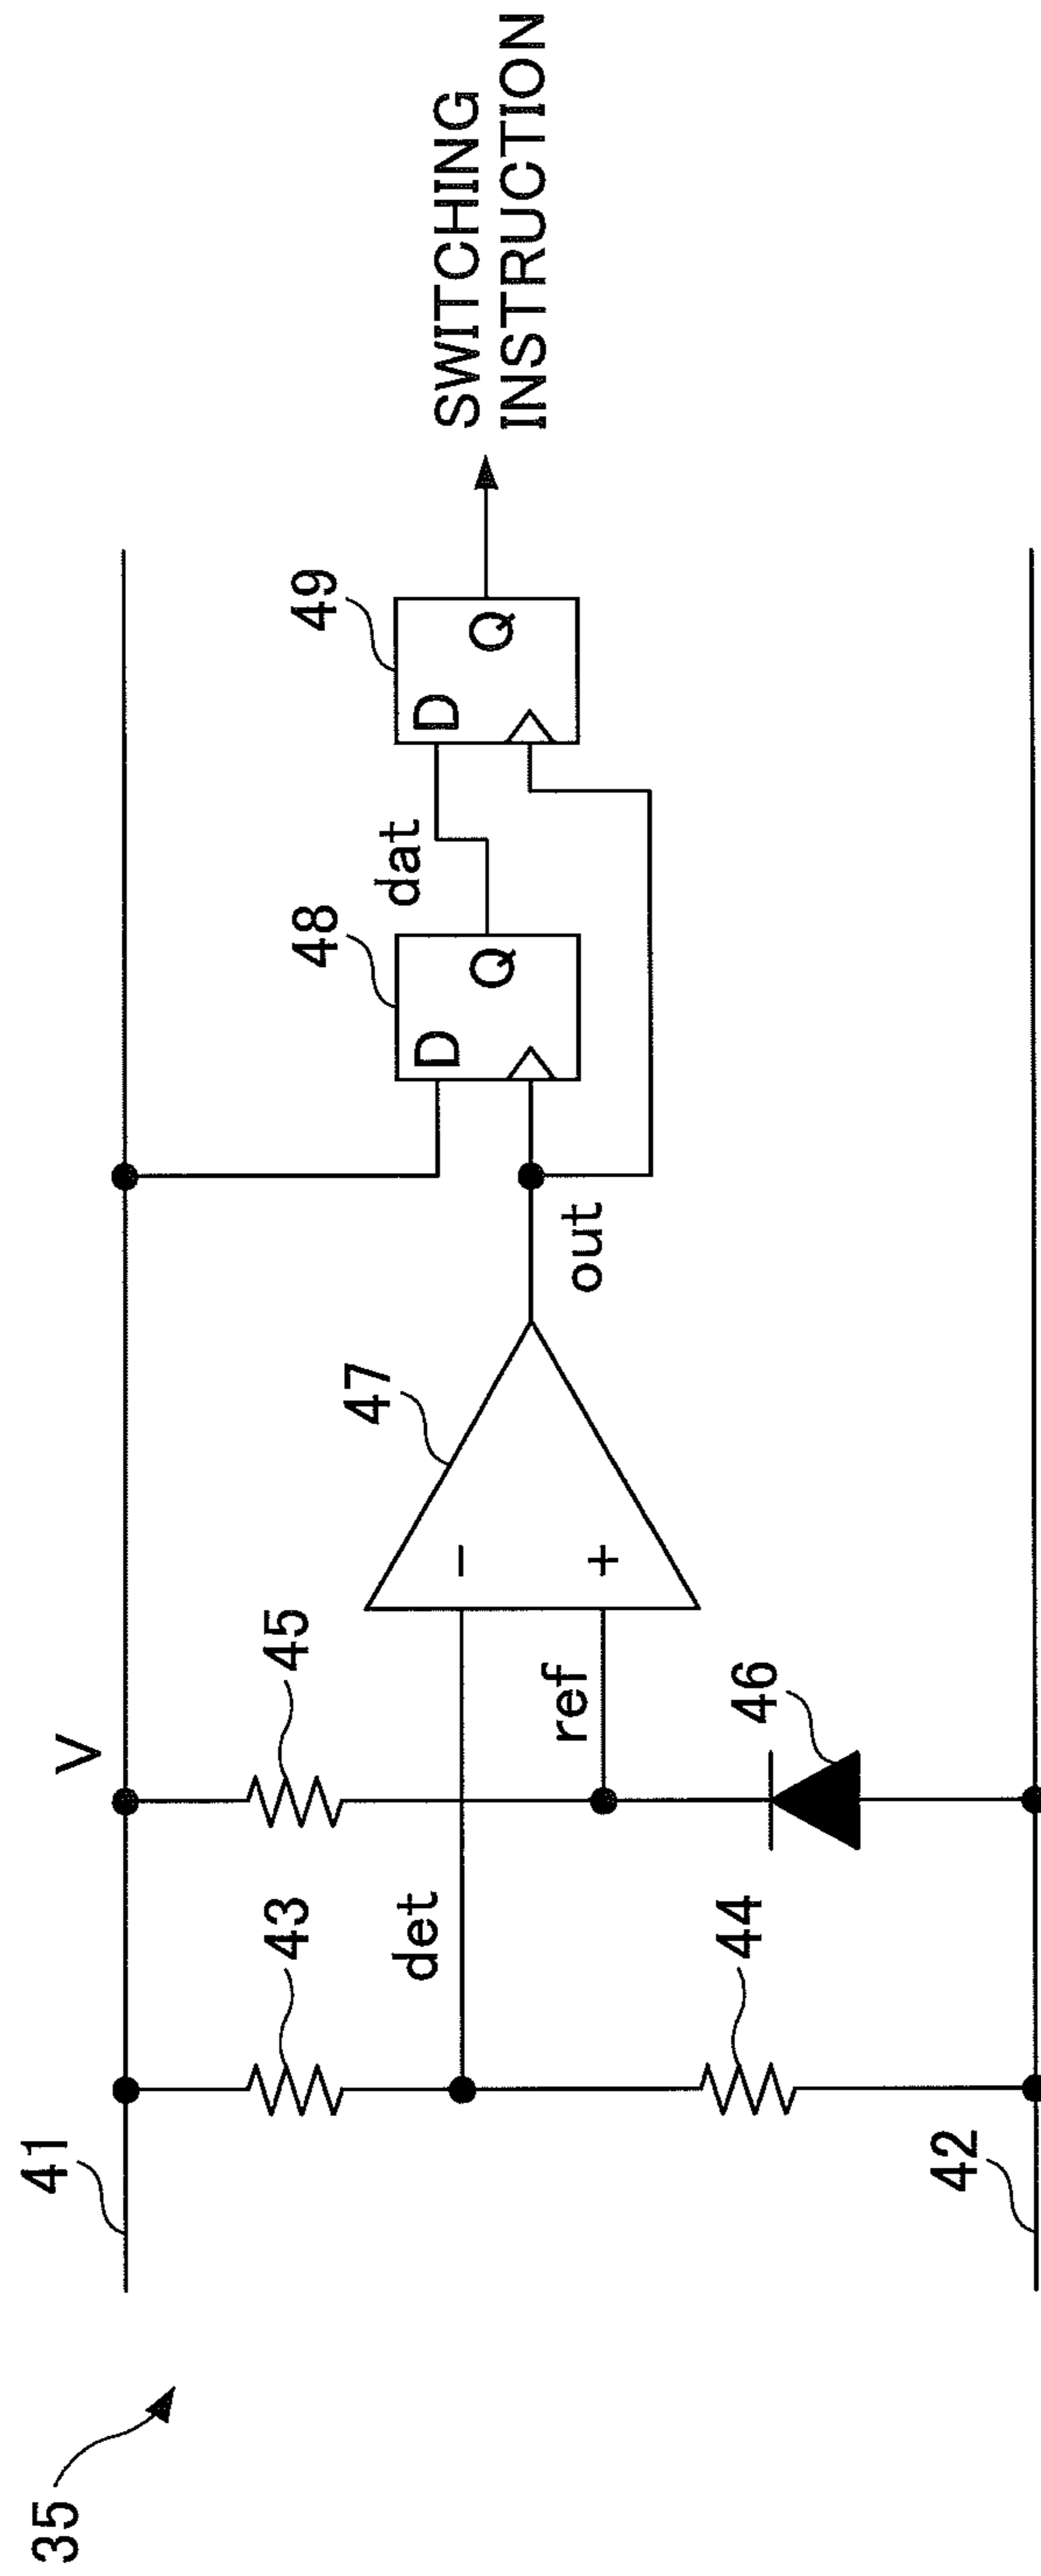 35
41
V
43
45
det
ref
44
46
42
47
-
+
out
48
D
Q
dat
49
D
Q
SWITCHING
INSTRUCTION